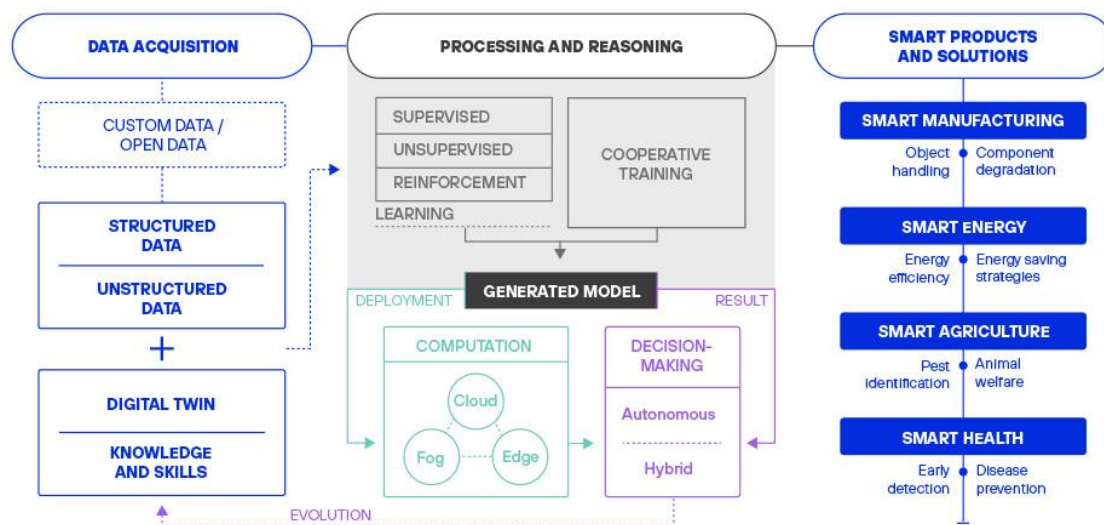 DATA ACQUISITION
CUSTOM DATA /
OPEN DATA
STRUCTURED
DATA
UNSTRUCTURED
DATA
+
DIGITAL TWIN
KNOWLEDGE
AND SKILLS
PROCESSING AND REASONING
SUPERVISED
UNSUPERVISED
REINFORCEMENT
LEARNING
COOPERATIVE
TRAINING
GENERATED MODEL
DEPLOYMENT
RESULT
COMPUTATION
Cloud
Fog
Edge
DECISION-
MAKING
Autonomous
Hybrid
EVOLUTION
SMART PRODUCTS
AND SOLUTIONS
SMART MANUFACTURING
Object
handling
Component
degradation
SMART ENERGY
Energy
efficiency
Energy saving
strategies
SMART AGRICULTURE
Pest
identification
Animal
welfare
SMART HEALTH
Early
detection
Disease
prevention